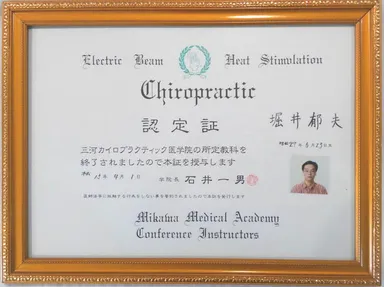 Electric Beam Heat Stimulation
Chiropractic
認定証
堀井郁夫
三河カイロプラクティック医学院の所定教科を
終了されましたので本証を授与します
学院長 石井一男
Mikawa Medical Academy
Conference Instructors